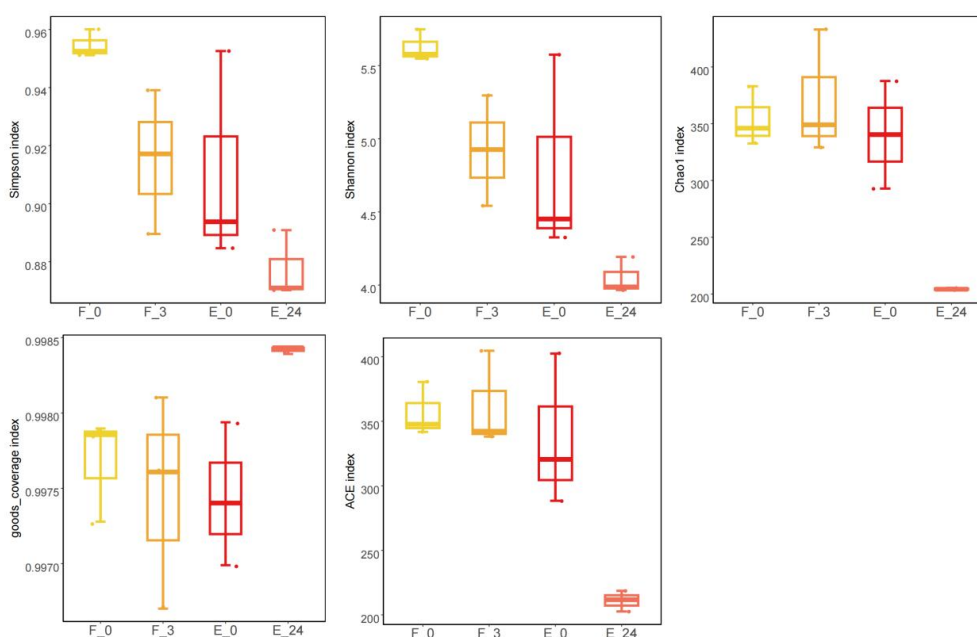 Simpson index
0.96
0.94
0.92
0.90
0.88
F_0 F_3 E_0 E_24
Shannon index
5.5
5.0
4.5
4.0
F_0 F_3 E_0 E_24
Chao1 index
400
350
300
250
200
F_0 F_3 E_0 E_24
goods_coverage index
0.9985
0.9980
0.9975
0.9970
F_0 F_3 E_0 E_24
ACE index
400
350
300
250
200
F_0 F_3 E_0 E_24